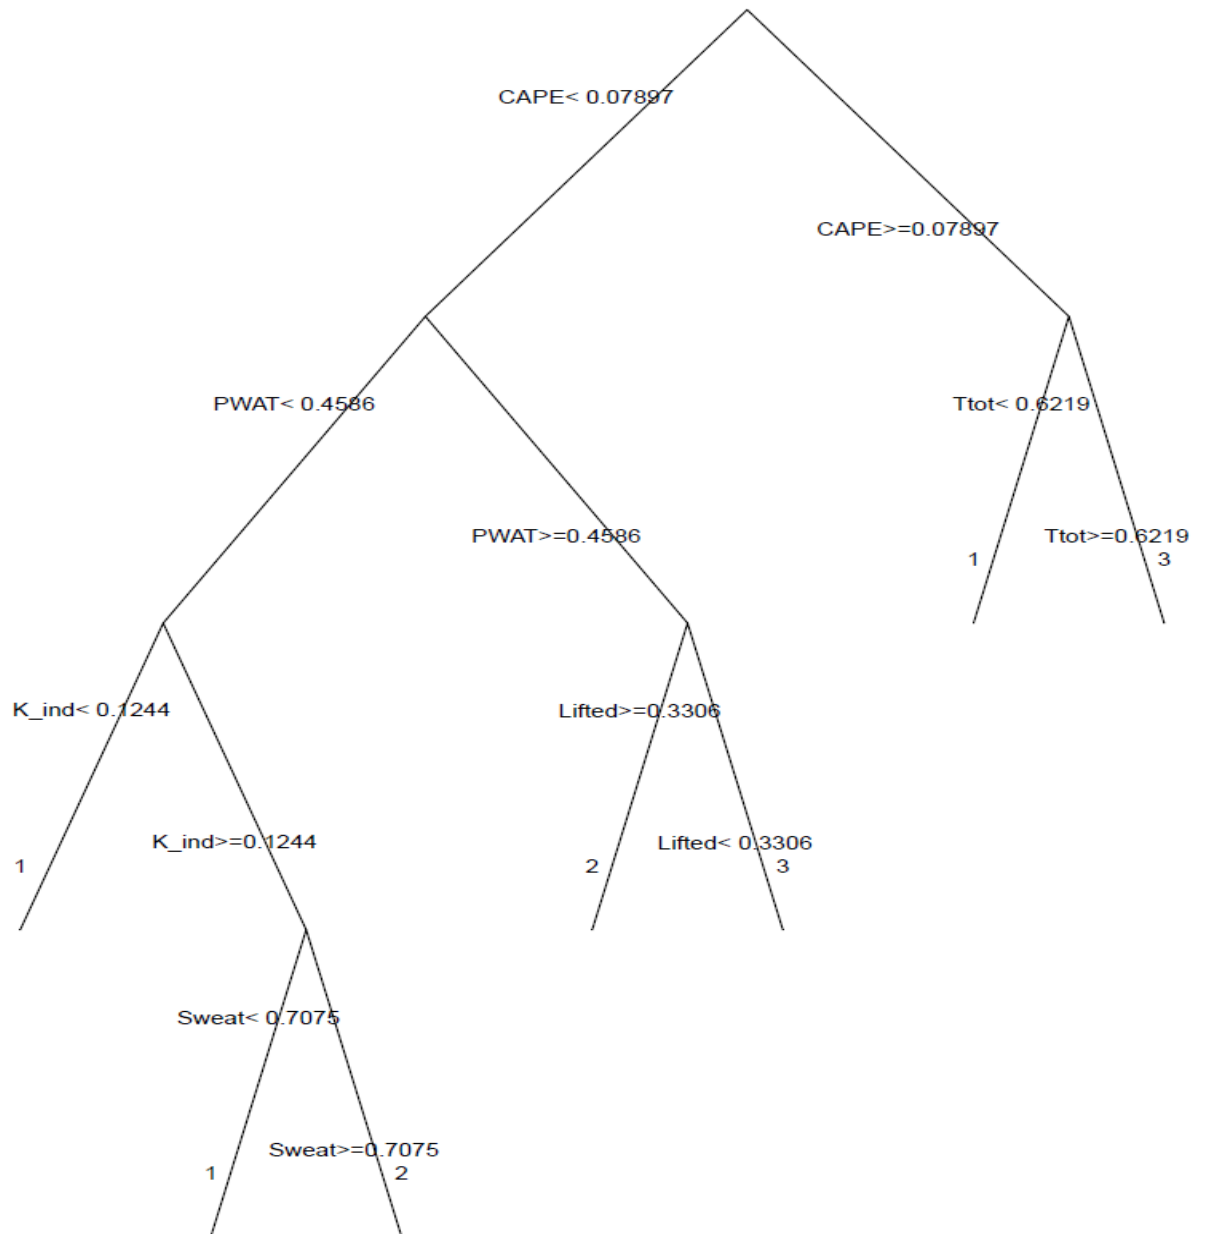 CAPE< 0.07897
CAPE>=0.07897
PWAT< 0.4586
Ttot< 0.6219
PWAT>=0.4586
Ttot>=0.6219
1
3
K_ind< 0.1244
Lifted>=0.3306
K_ind>=0.1244
Lifted< 0.3306
1
2
3
Sweat< 0.7075
Sweat>=0.7075
1
2